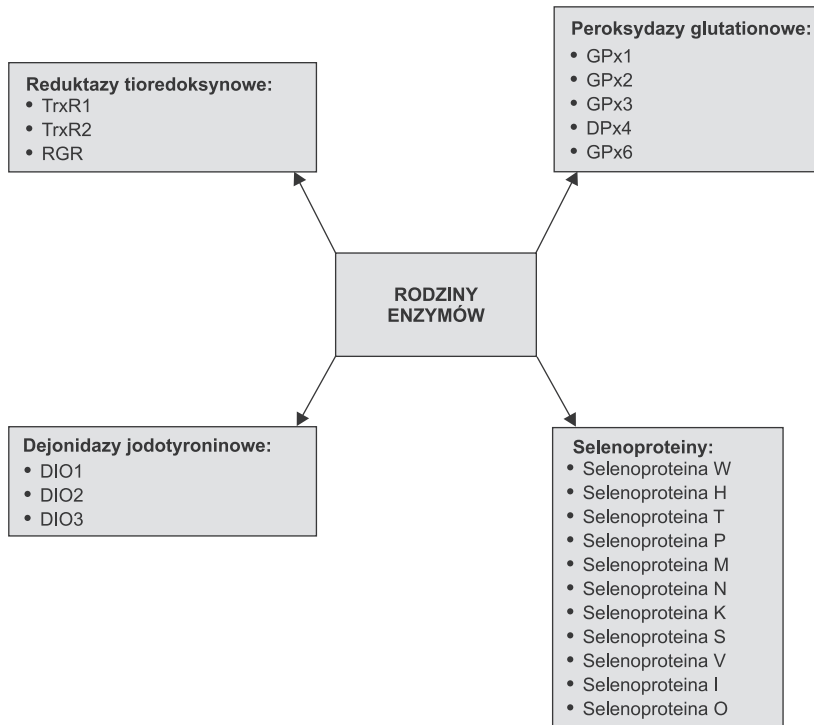 Reduktazy tioredoksynowe:
• TrxR1
• TrxR2
• RGR
Peroksydazy glutationowe:
• GPx1
• GPx2
• GPx3
• DPx4
• GPx6
RODZINY
ENZYMÓW
Dejonidazy jodotyroninowe:
• DIO1
• DIO2
• DIO3
Selenoproteiny:
• Selenoproteina W
• Selenoproteina H
• Selenoproteina T
• Selenoproteina P
• Selenoproteina M
• Selenoproteina N
• Selenoproteina K
• Selenoproteina S
• Selenoproteina V
• Selenoproteina I
• Selenoproteina O